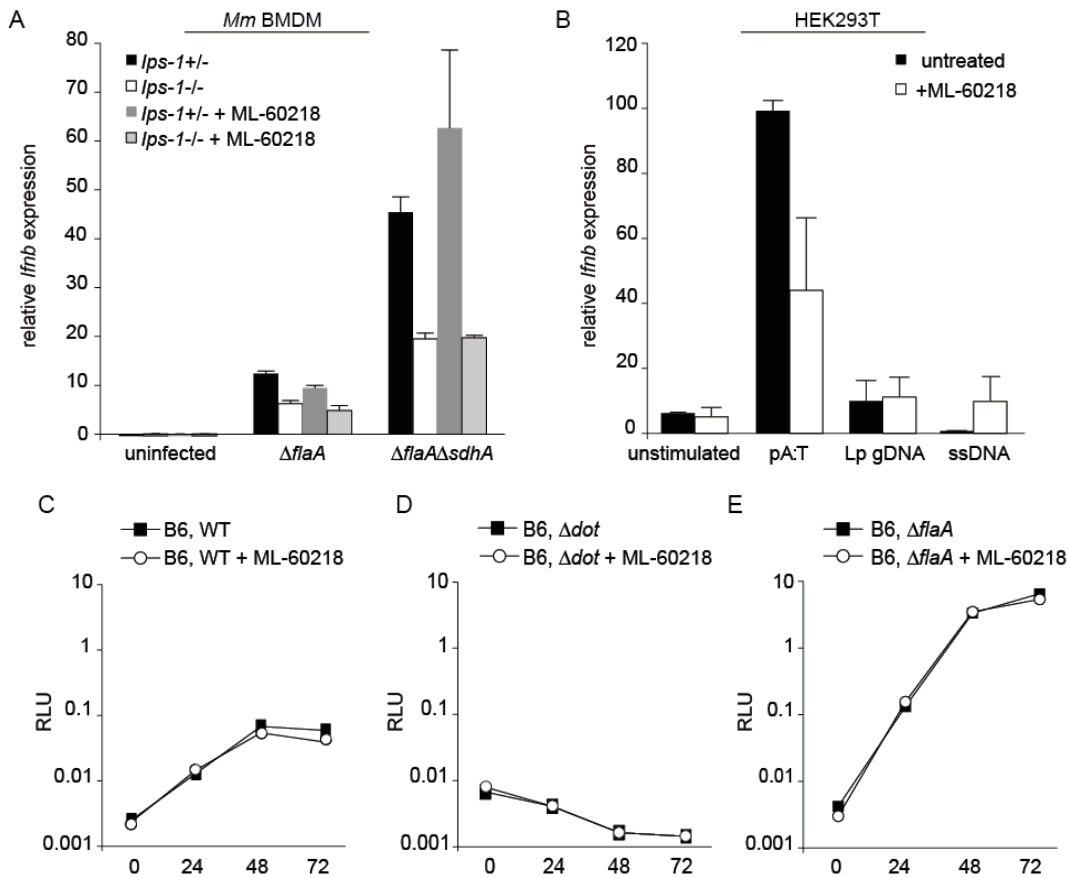 A
Mm BMDM
80
70
60
50
40
30
20
10
0
relative Ifnb expression
Ips-1+/-
Ips-1-/-
Ips-1+/- + ML-60218
Ips-1-/- + ML-60218
uninfected
ΔflaA
ΔflaAΔsdhA
B
HEK293T
120
100
80
60
40
20
0
relative Ifnb expression
untreated
+ML-60218
unstimulated
pA:T
Lp gDNA
ssDNA
C
B6, WT
B6, WT + ML-60218
10
1
0.1
0.01
0.001
RLU
0 24 48 72
D
B6, Δdot
B6, Δdot + ML-60218
10
1
0.1
0.01
0.001
RLU
0 24 48 72
E
B6, ΔflaA
B6, ΔflaA + ML-60218
10
1
0.1
0.01
0.001
RLU
0 24 48 72